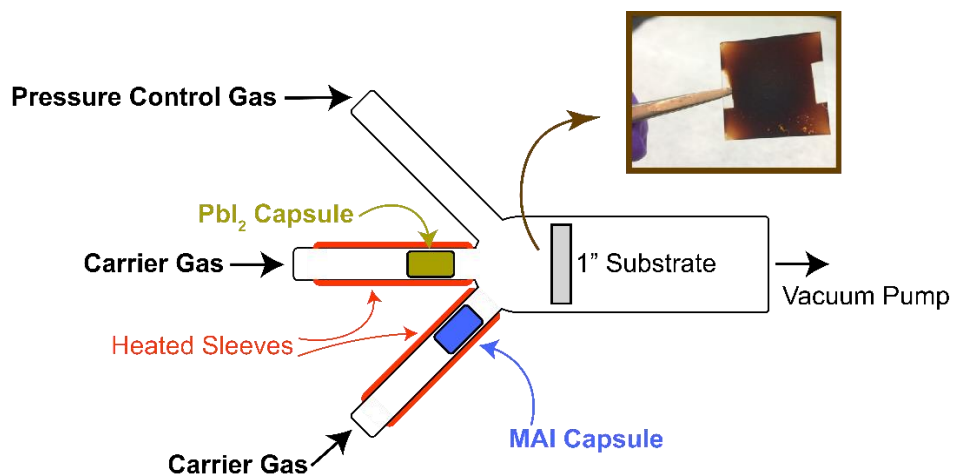 Pressure Control Gas
PbI₂ Capsule
Carrier Gas
1” Substrate
Vacuum Pump
Heated Sleeves
MAI Capsule
Carrier Gas